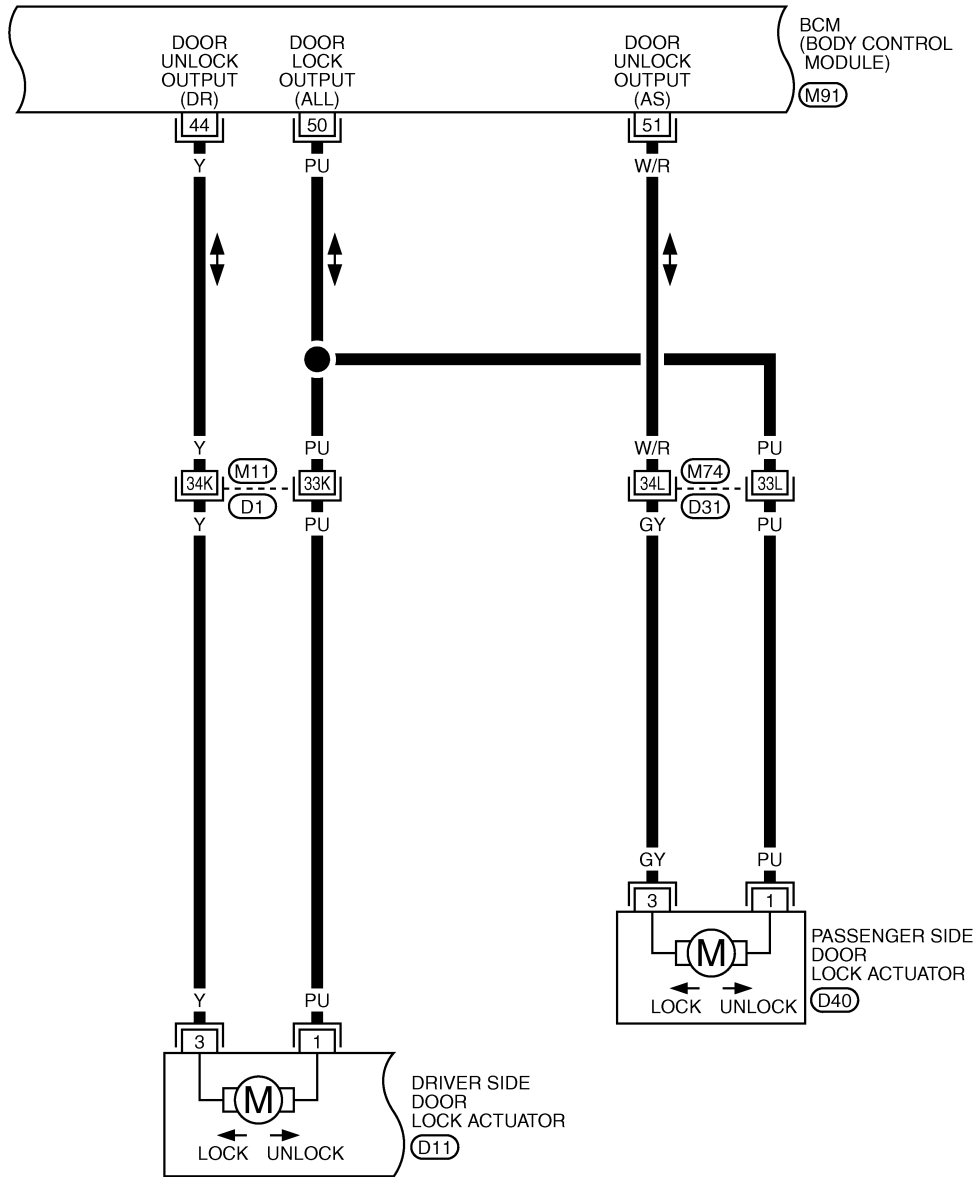 BCM
(BODY CONTROL
MODULE)
M91
DOOR
UNLOCK
OUTPUT
(DR)
DOOR
LOCK
OUTPUT
(ALL)
DOOR
UNLOCK
OUTPUT
(AS)
44
50
51
Y
PU
W/R
Y
PU
W/R
PU
34K
M11
D1
33K
34L
M74
D31
33L
Y
PU
GY
PU
GY
PU
3
1
M
LOCK
UNLOCK
PASSENGER SIDE
DOOR
LOCK ACTUATOR
D40
Y
PU
3
1
M
LOCK
UNLOCK
DRIVER SIDE
DOOR
LOCK ACTUATOR
D11